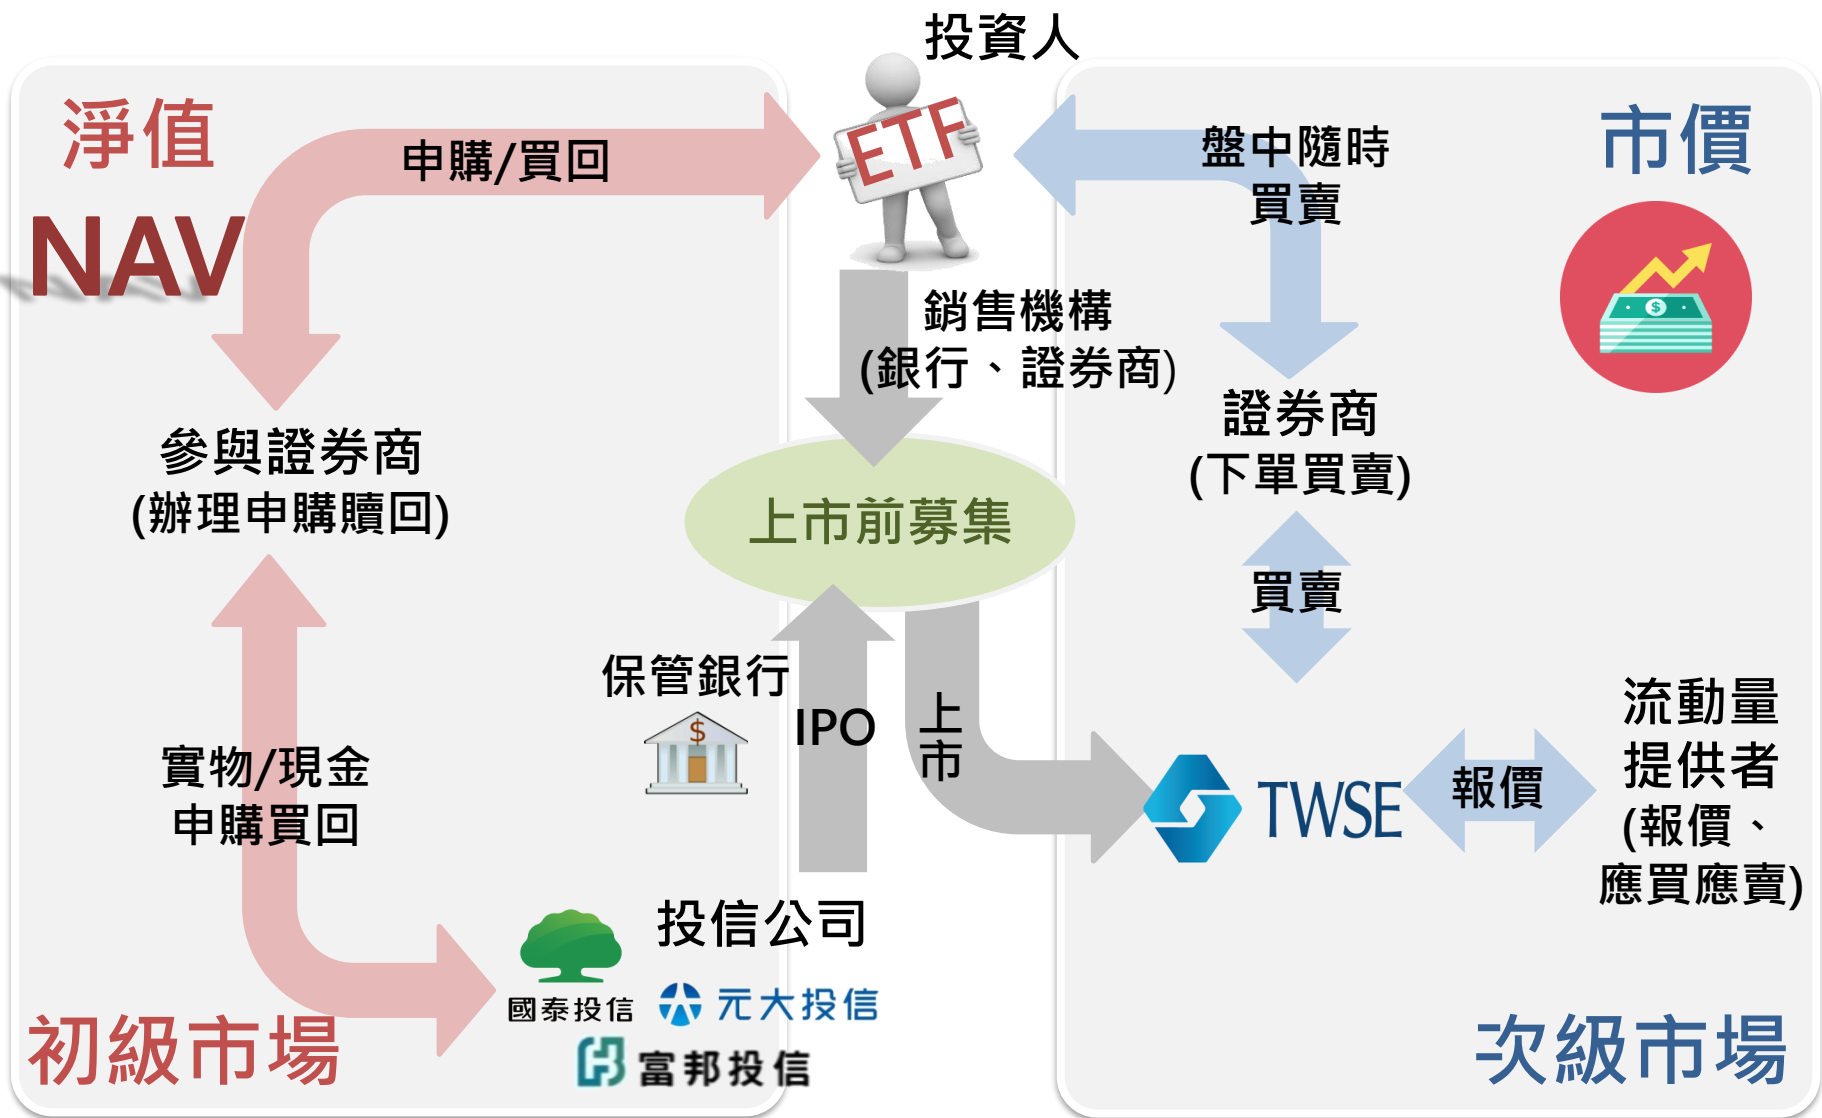 投資人
ETF
淨值
NAV
申購/買回
參與證券商
(辦理申購贖回)
實物/現金
申購買回
初級市場
銷售機構
(銀行、證券商)
上市前募集
保管銀行
$
IPO
上市
投信公司
國泰投信
元大投信
富邦投信
市價
$
盤中隨時
買賣
證券商
(下單買賣)
買賣
TWSE
報價
流動量
提供者
(報價、
應買應賣)
次級市場